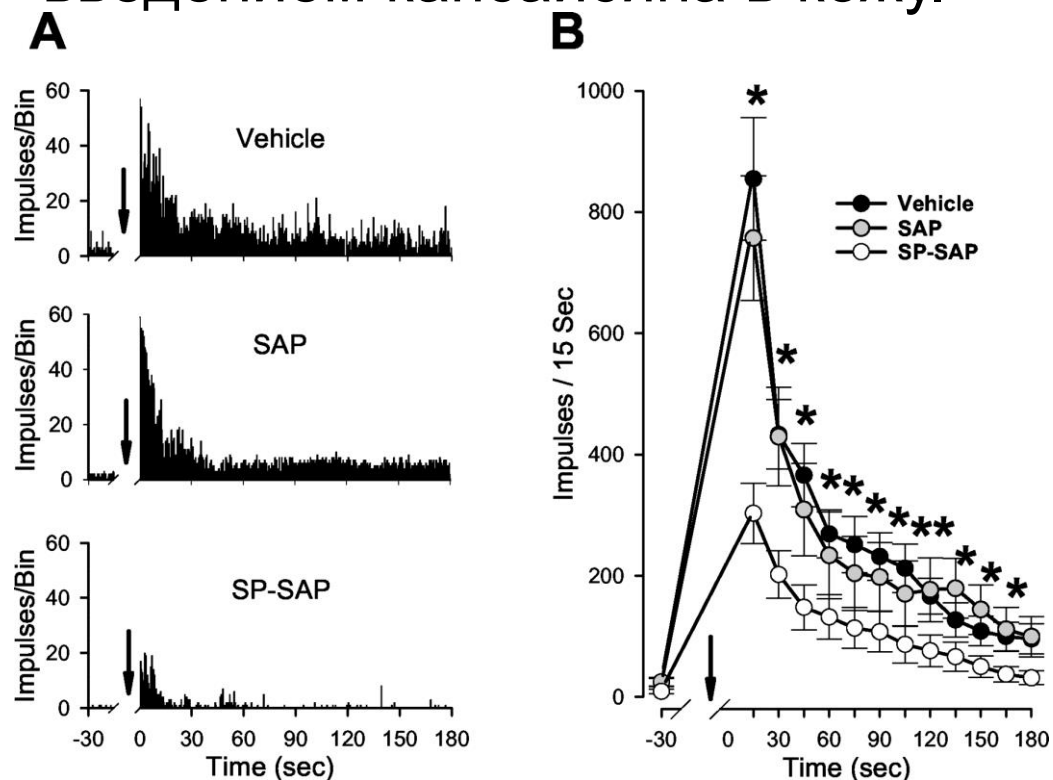 капсаицина в кожу.
A
60
40
20
0
Impulses/Bin
Vehicle
60
40
20
0
Impulses/Bin
SAP
60
40
20
0
Impulses/Bin
SP-SAP
-30 0 30 60 90 120 150 180
Time (sec)
B
1000
800
600
400
200
0
Impulses / 15 Sec
* * * * * * * * * * * *
Vehicle
SAP
SP-SAP
-30 0 30 60 90 120 150 180
Time (sec)